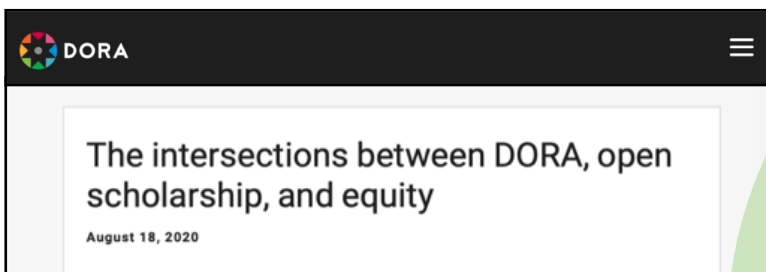 DORA
The intersections between DORA, open
scholarship, and equity
August 18, 2020